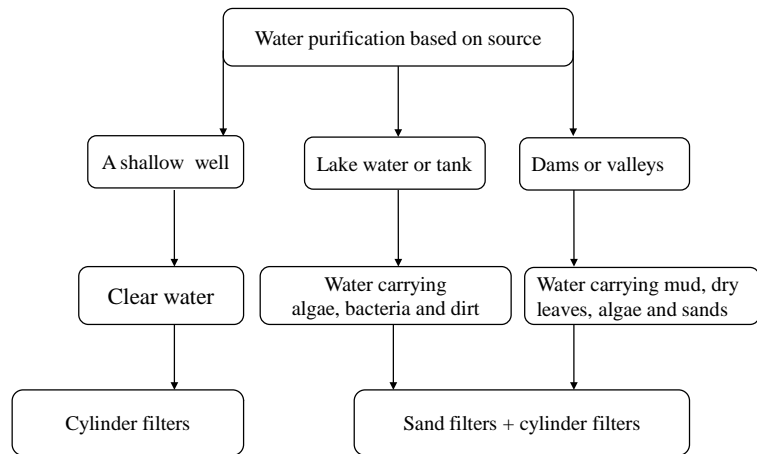 Water purification based on source
A shallow well
Lake water or tank
Dams or valleys
Clear water
Water carrying
algae, bacteria and dirt
Water carrying mud, dry
leaves, algae and sands
Cylinder filters
Sand filters + cylinder filters